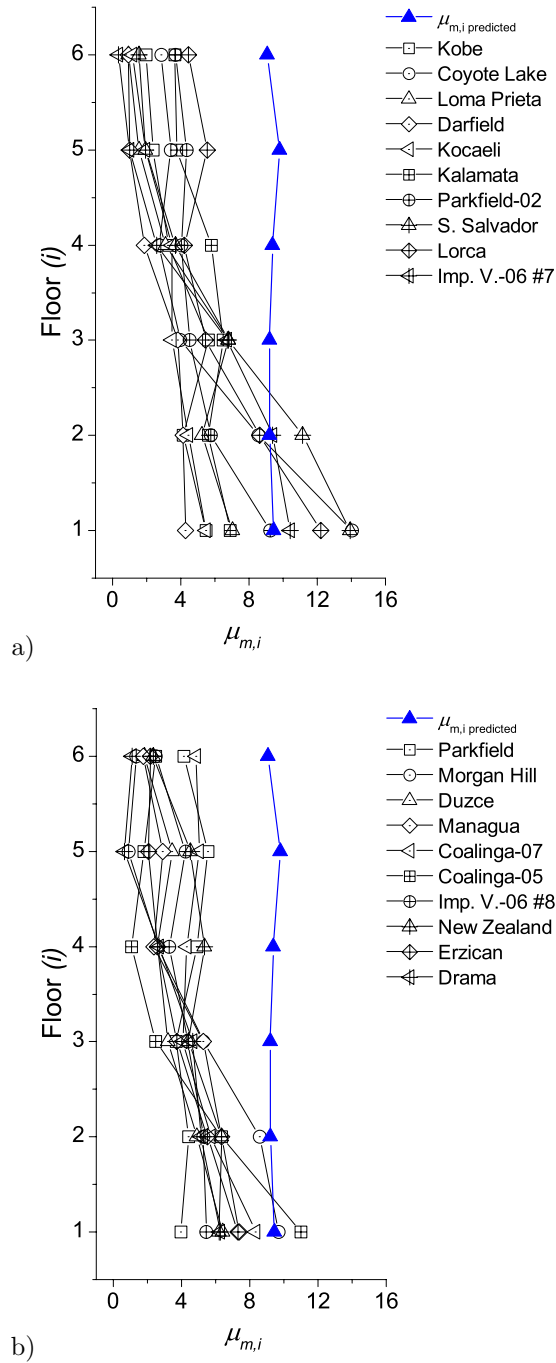 μm,i predicted
Kobe
Coyote Lake
Loma Prieta
Darfield
Kocaeli
Kalamata
Parkfield-02
S. Salvador
Lorca
Imp. V.-06 #7
6
5
4
3
2
1
Floor (i)
0 4 8 12 16
μm,i
a)
μm,i predicted
Parkfield
Morgan Hill
Duzce
Managua
Coalinga-07
Coalinga-05
Imp. V.-06 #8
New Zealand
Erzican
Drama
6
5
4
3
2
1
Floor (i)
0 4 8 12 16
μm,i
b)